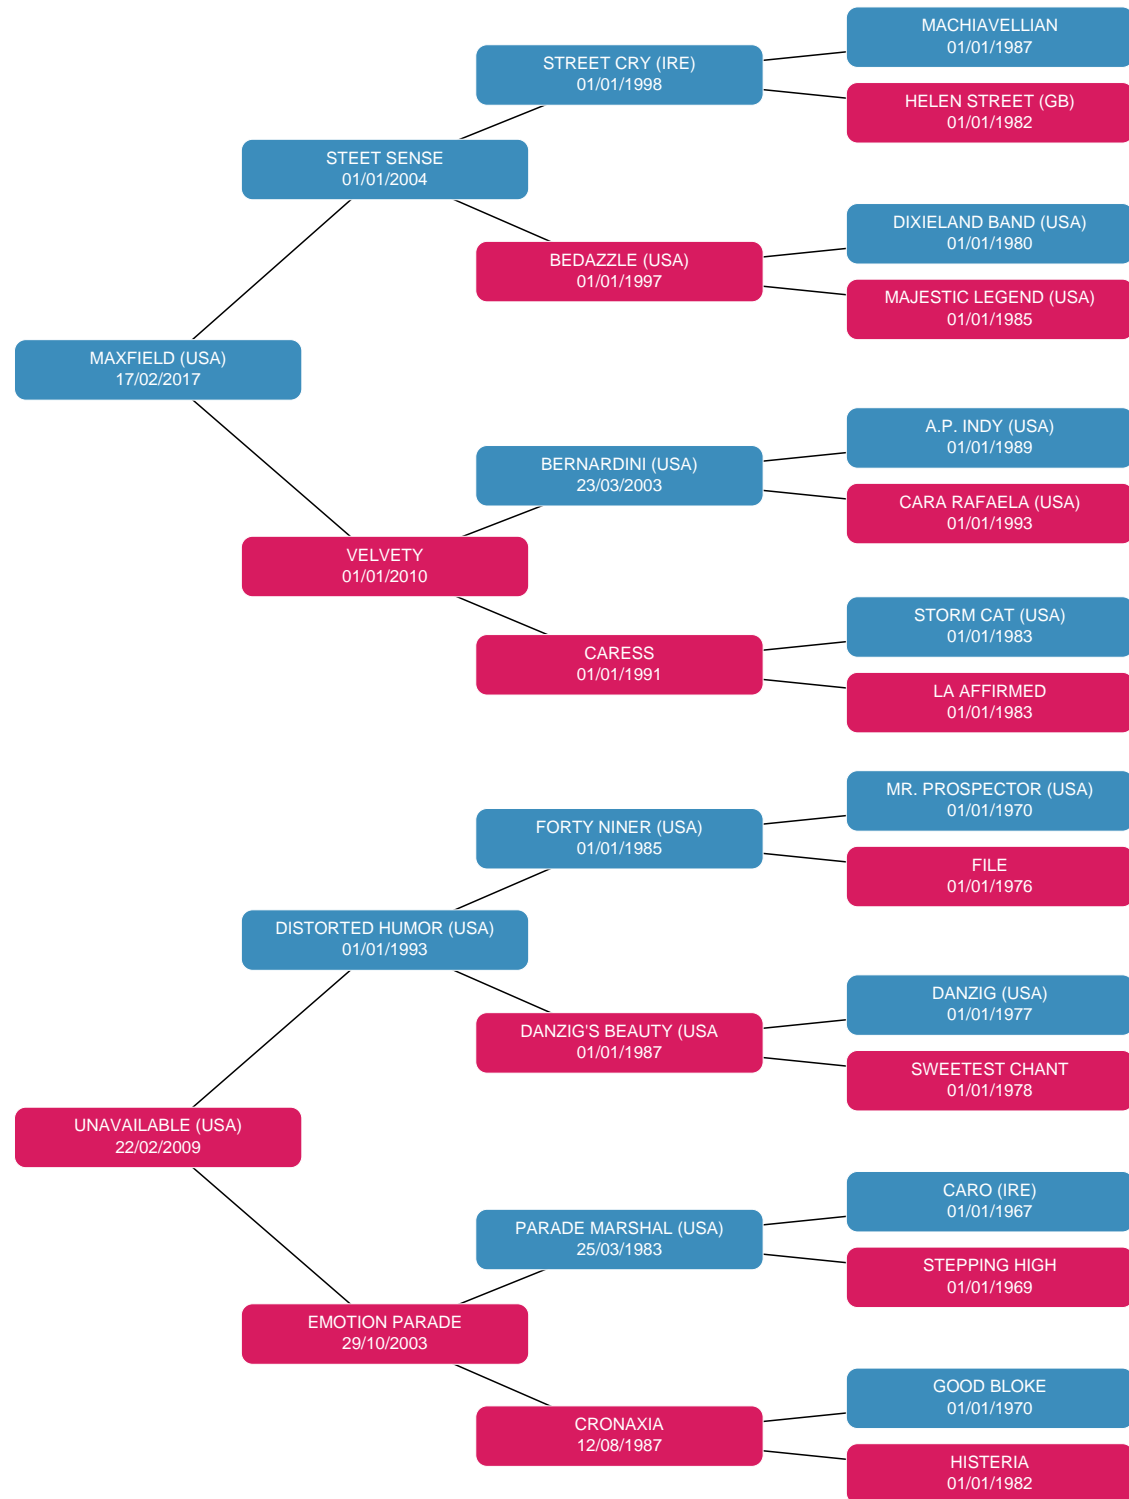 MACHIAVELLIAN
01/01/1987
STREET CRY (IRE)
01/01/1998
HELEN STREET (GB)
01/01/1982
STEET SENSE
01/01/2004
DIXIELAND BAND (USA)
01/01/1980
BEDAZZLE (USA)
01/01/1997
MAJESTIC LEGEND (USA)
01/01/1985
MAXFIELD (USA)
17/02/2017
A.P. INDY (USA)
01/01/1989
BERNARDINI (USA)
23/03/2003
CARA RAFAELA (USA)
01/01/1993
VELVETY
01/01/2010
STORM CAT (USA)
01/01/1983
CARESS
01/01/1991
LA AFFIRMED
01/01/1983
MR. PROSPECTOR (USA)
01/01/1970
FORTY NINER (USA)
01/01/1985
FILE
01/01/1976
DISTORTED HUMOR (USA)
01/01/1993
DANZIG (USA)
01/01/1977
DANZIG'S BEAUTY (USA
01/01/1987
SWEETEST CHANT
01/01/1978
UNAVAILABLE (USA)
22/02/2009
CARO (IRE)
01/01/1967
PARADE MARSHAL (USA)
25/03/1983
STEPPING HIGH
01/01/1969
EMOTION PARADE
29/10/2003
GOOD BLOKE
01/01/1970
CRONAXIA
12/08/1987
HISTERIA
01/01/1982